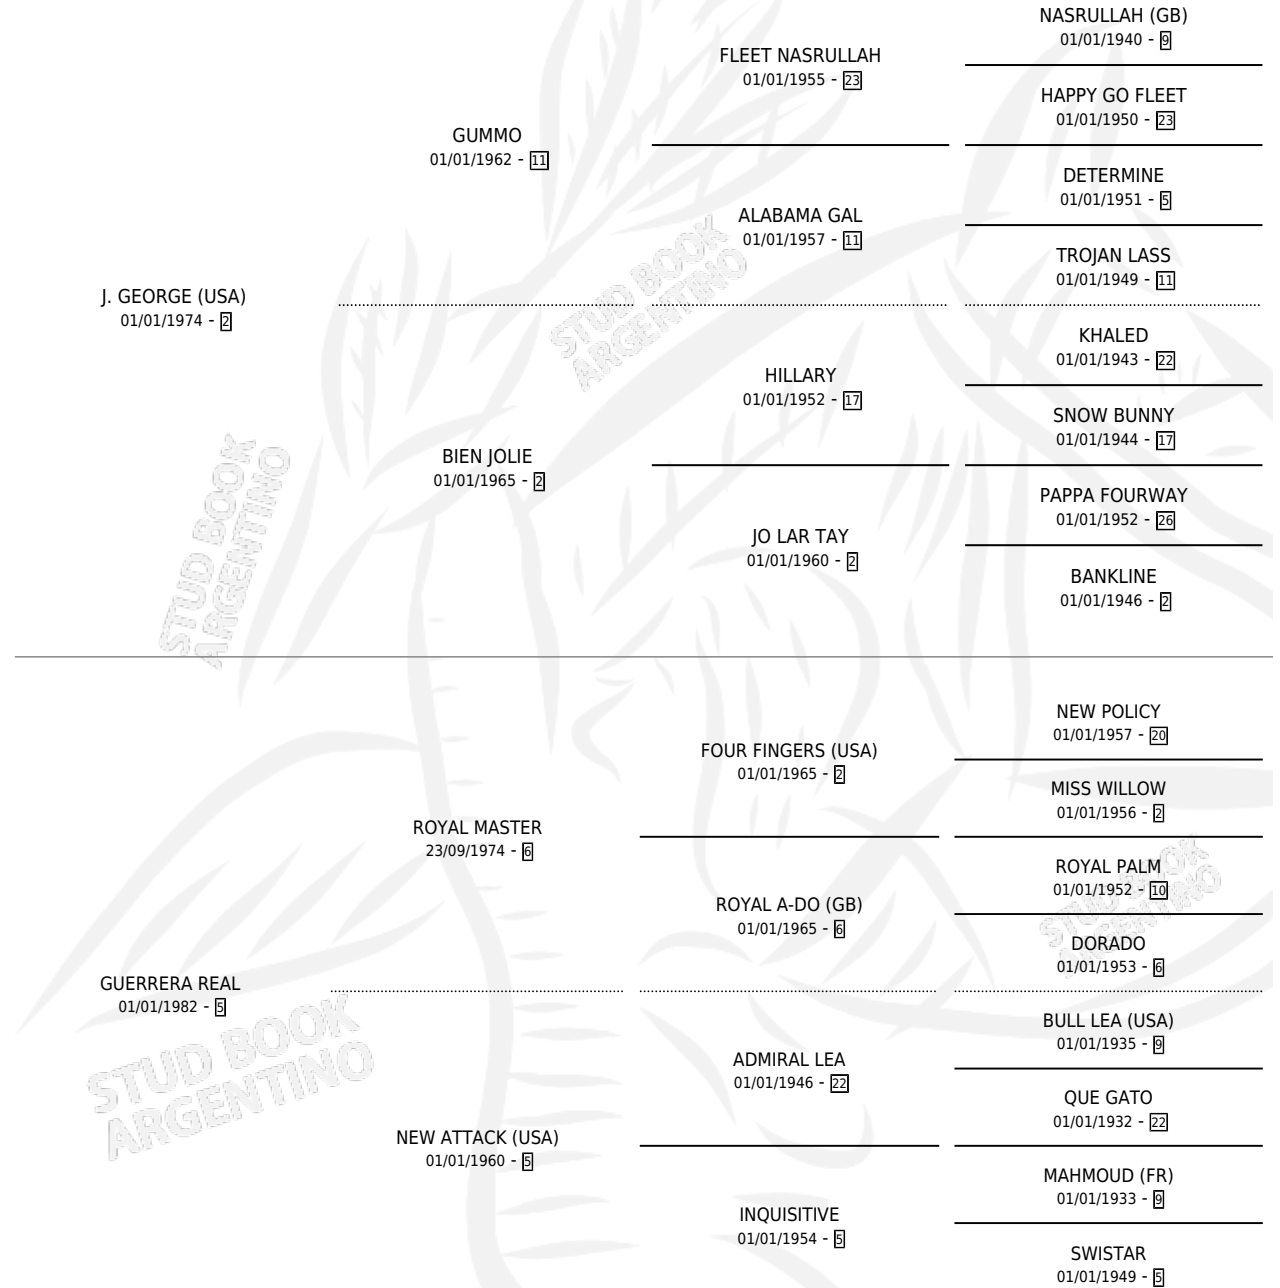 NASRULLAH (GB)
01/01/1940 - 9
FLEET NASRULLAH
01/01/1955 - 23
HAPPY GO FLEET
01/01/1950 - 23
GUMMO
01/01/1962 - 11
DETERMINE
01/01/1951 - 5
ALABAMA GAL
01/01/1957 - 11
TROJAN LASS
01/01/1949 - 11
J. GEORGE (USA)
01/01/1974 - 2
KHALED
01/01/1943 - 22
HILLARY
01/01/1952 - 17
SNOW BUNNY
01/01/1944 - 17
BIEN JOLIE
01/01/1965 - 2
PAPPA FOURWAY
01/01/1952 - 26
JO LAR TAY
01/01/1960 - 2
BANKLINE
01/01/1946 - 2
NEW POLICY
01/01/1957 - 20
FOUR FINGERS (USA)
01/01/1965 - 2
MISS WILLOW
01/01/1956 - 2
ROYAL MASTER
23/09/1974 - 6
ROYAL PALM
01/01/1952 - 10
ROYAL A-DO (GB)
01/01/1965 - 6
DORADO
01/01/1953 - 6
GUERRERA REAL
01/01/1982 - 5
BULL LEA (USA)
01/01/1935 - 9
ADMIRAL LEA
01/01/1946 - 22
QUE GATO
01/01/1932 - 22
NEW ATTACK (USA)
01/01/1960 - 5
MAHMOUD (FR)
01/01/1933 - 9
INQUISITIVE
01/01/1954 - 5
SWISTAR
01/01/1949 - 5
STUD BOOK
ARGENTINO
STUD BOOK
ARGENTINO
STUD BOOK
ARGENTINO
STUD BOOK
ARGENTINO